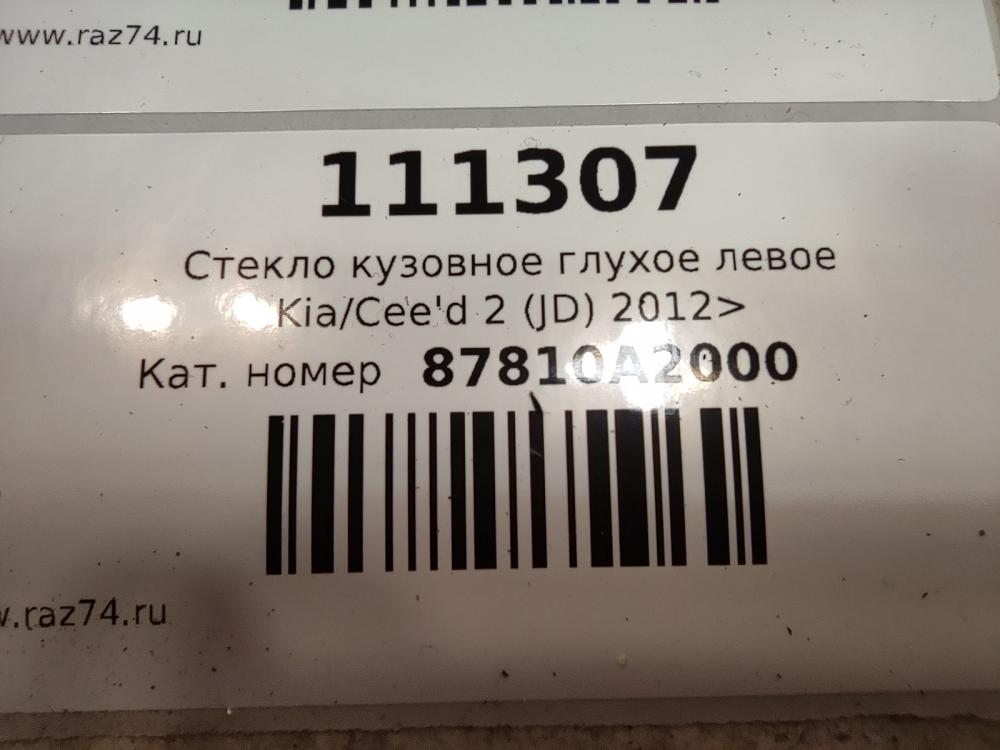 www.raz74.ru
111307
Стекло кузовное глухое левое
Kia/Cee'd 2 (JD) 2012>
Кат. номер 87810A2000
w.raz74.ru